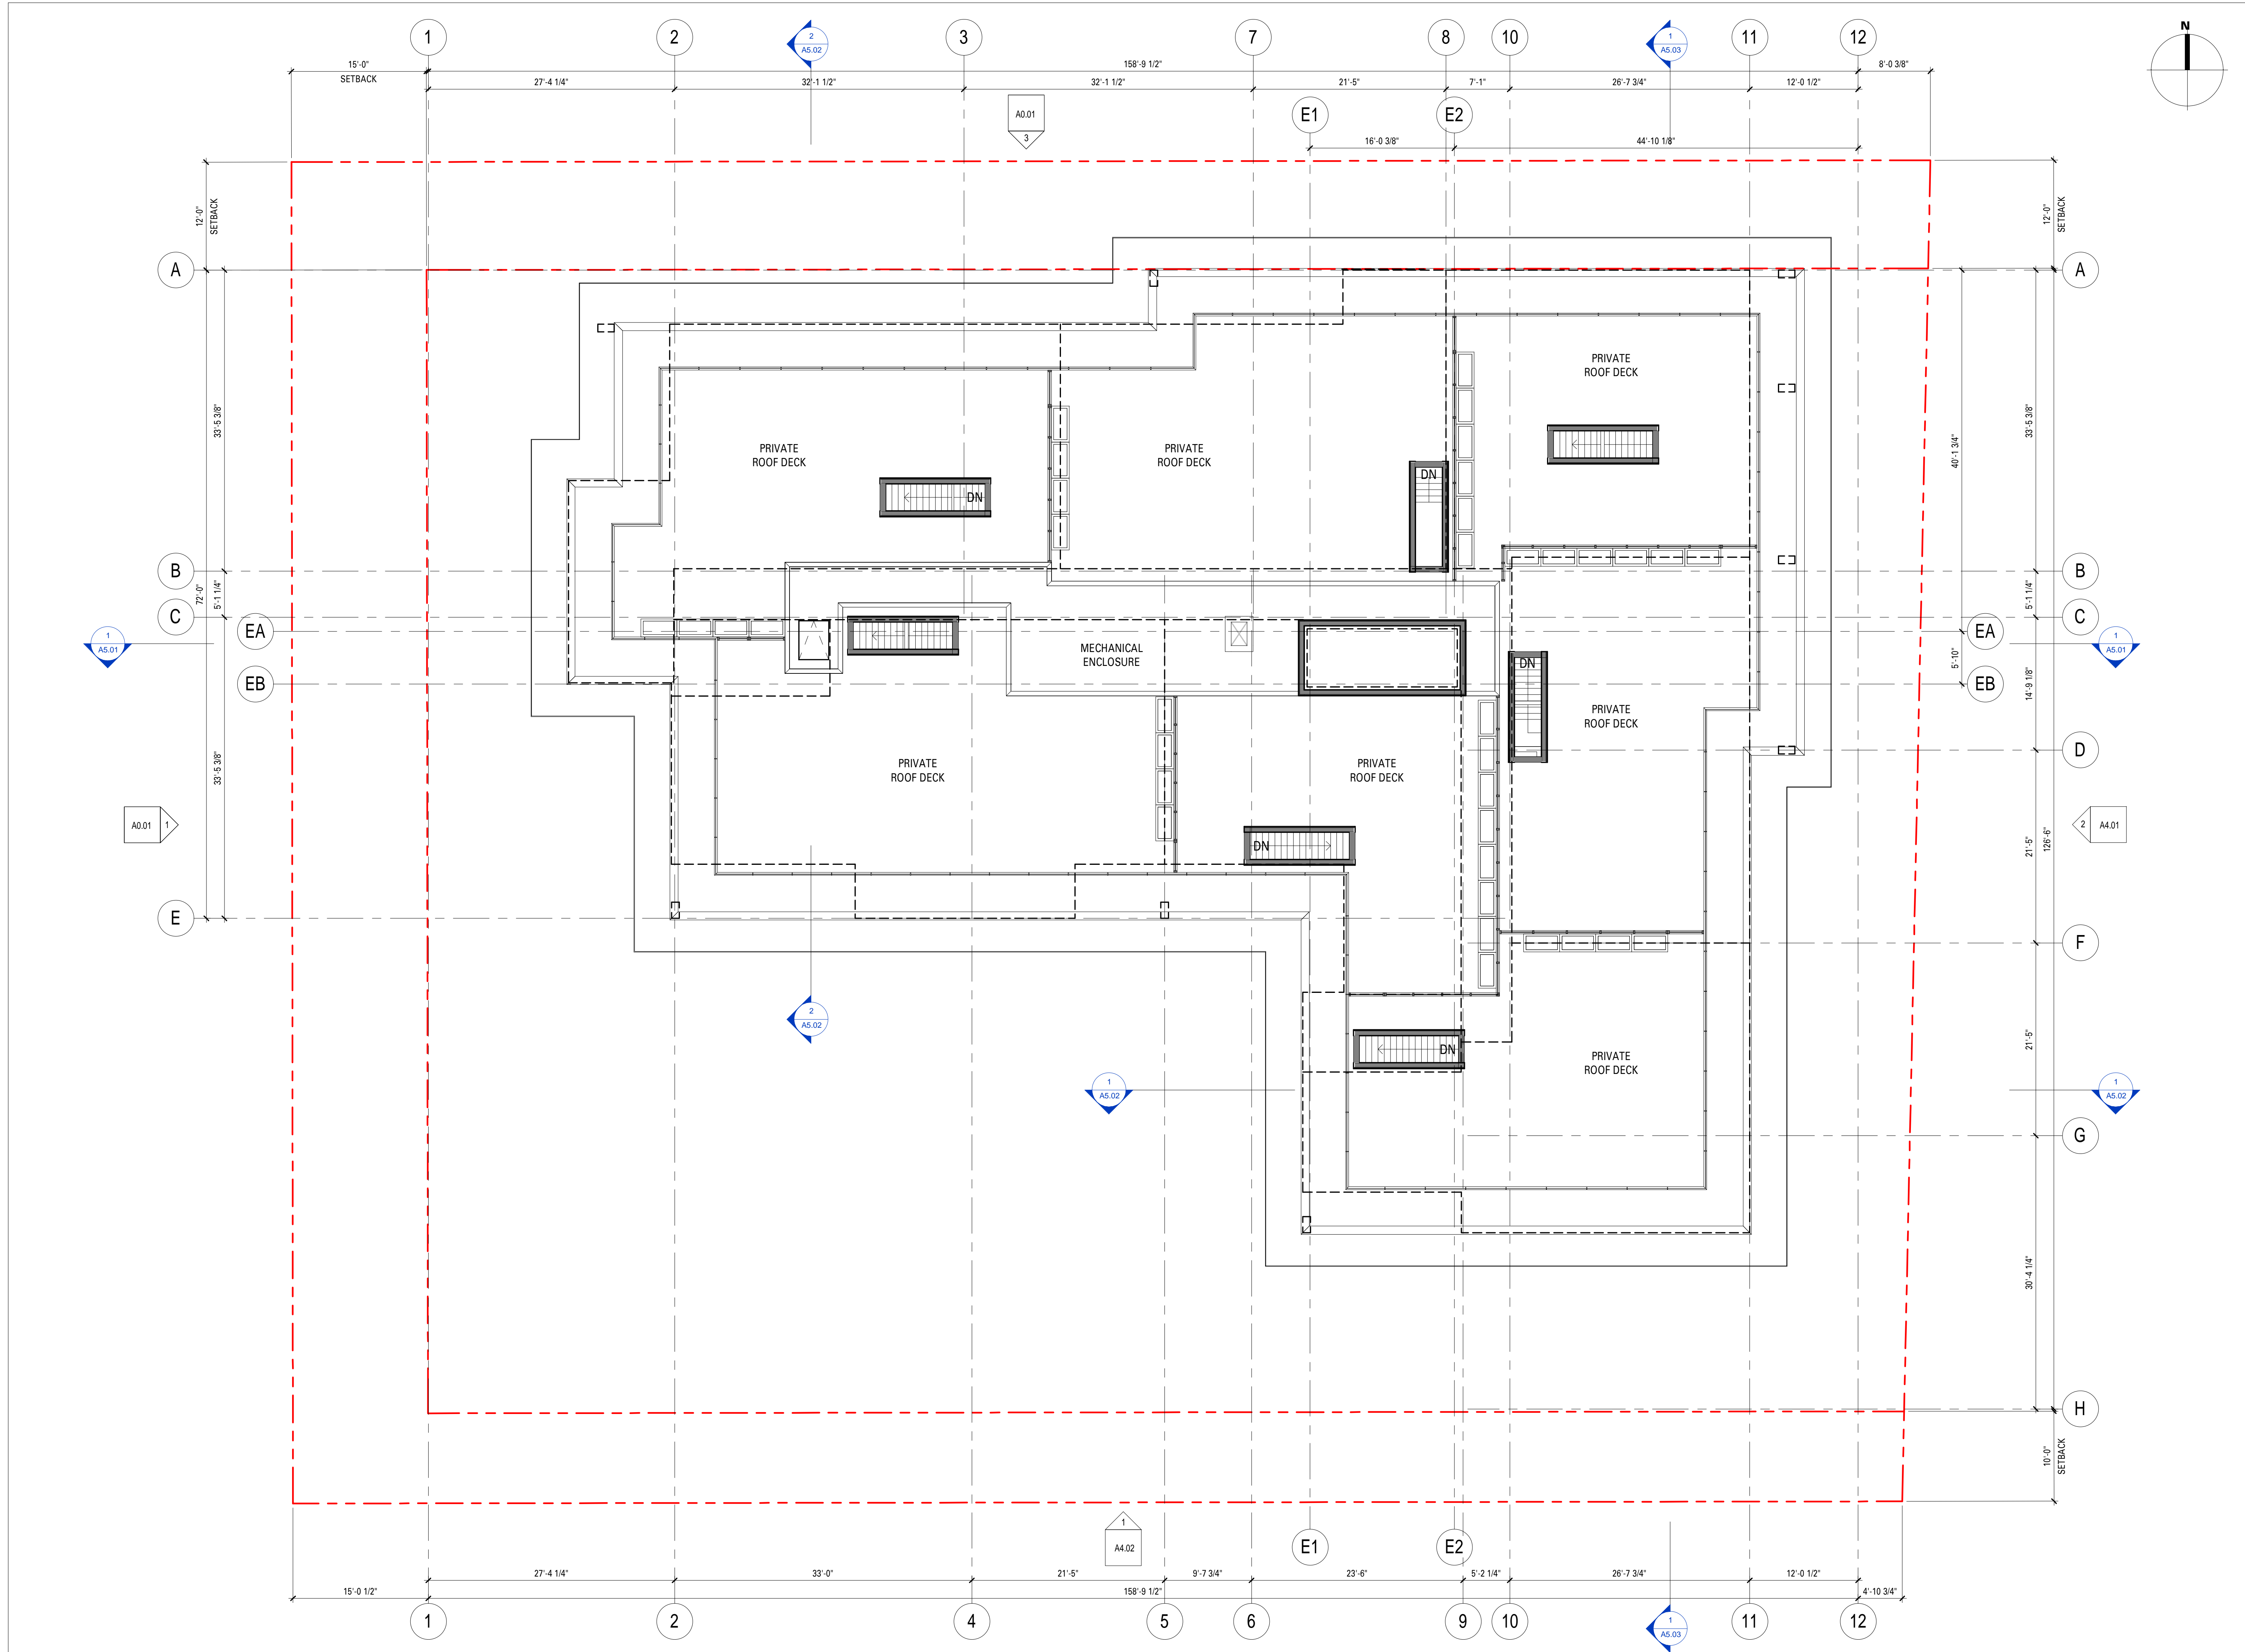 1
2
2
A5.02
3
7
8
10
1
A5.03
11
12
N
15'-0"
158'-9 1/2"
8'-0 3/8"
SETBACK
27'-4 1/4"
32'-1 1/2"
32'-1 1/2"
21'-5"
7'-1"
26'-7 3/4"
12'-0 1/2"
A0.01
3
E1
E2
16'-0 3/8"
44'-10 1/8"
12'-0"
SETBACK
12'-0"
SETBACK
A
A
PRIVATE
ROOF DECK
33'-5 3/8"
PRIVATE
ROOF DECK
PRIVATE
ROOF DECK
40'-1 3/4"
33'-5 3/8"
DN
DN
B
72'-0"
5'-1 1/4"
B
5'-1 1/4"
C
C
EA
EA
1
A5.01
MECHANICAL
ENCLOSURE
5'-10"
1
A5.01
DN
EB
EB
14'-9 1/8"
PRIVATE
ROOF DECK
D
33'-5 3/8"
PRIVATE
ROOF DECK
PRIVATE
ROOF DECK
A0.01
1
DN
21'-5"
126'-6"
2
A4.01
E
F
2
A5.02
21'-5"
DN
PRIVATE
ROOF DECK
1
A5.02
1
A5.02
G
30'-4 1/4"
H
10'-0"
SETBACK
1
A4.02
E1
E2
27'-4 1/4"
33'-0"
21'-5"
9'-7 3/4"
23'-6"
5'-2 1/4"
26'-7 3/4"
12'-0 1/2"
15'-0 1/2"
158'-9 1/2"
4'-10 3/4"
1
2
4
5
6
9
10
1
A5.03
11
12